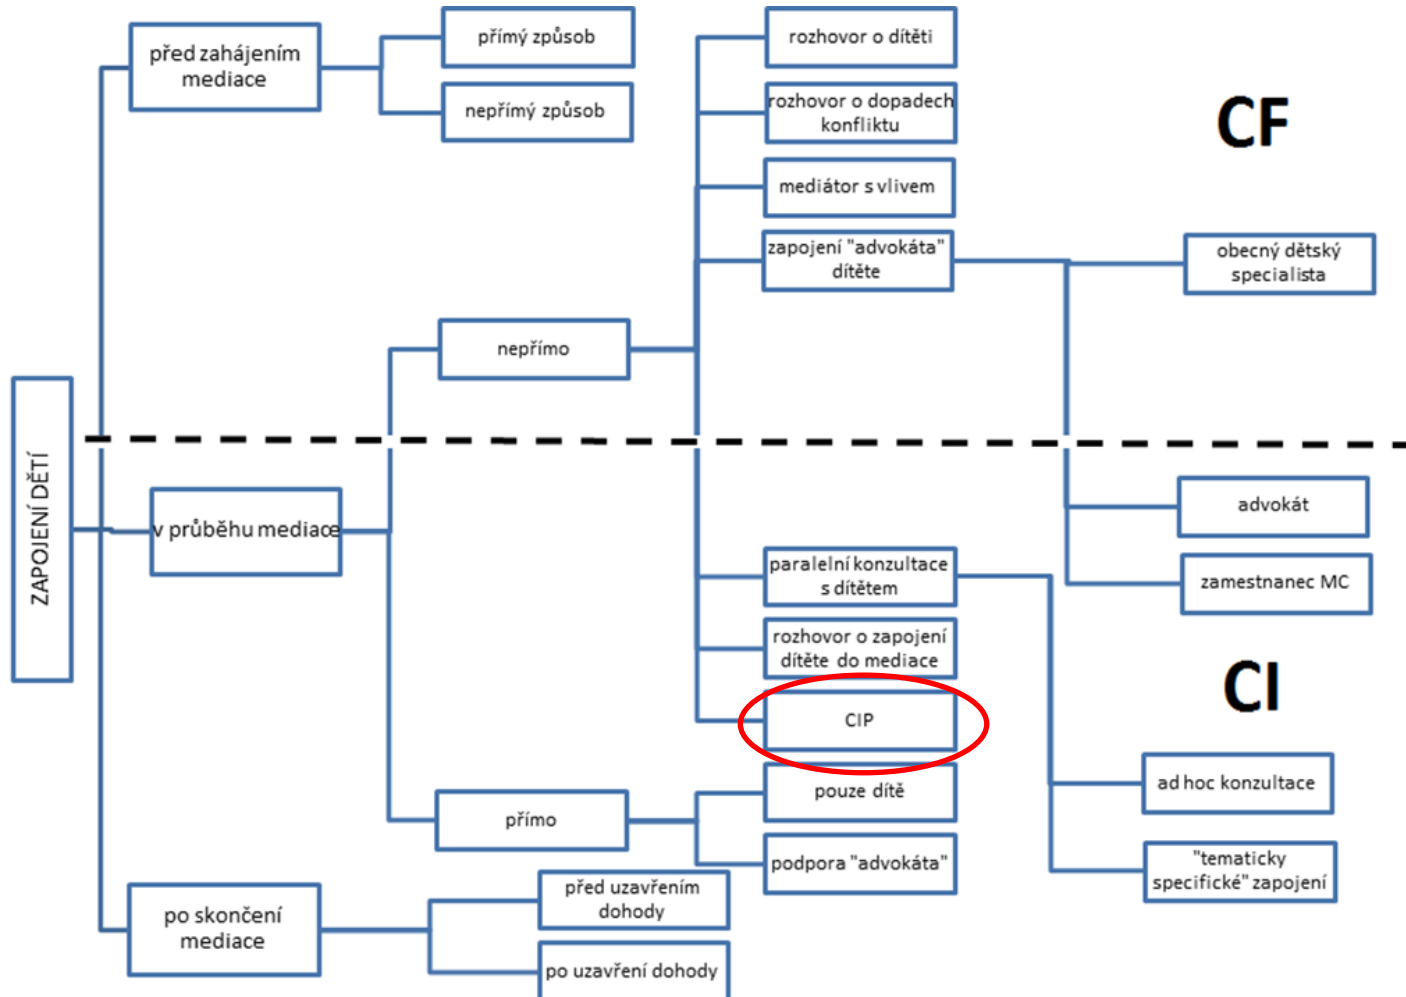 ZAPOJENÍ DĚTÍ
před zahájením
mediace
přímý způsob
nepřímý způsob
v průběhu mediace
nepřímo
rozhovor o dítěti
rozhovor o dopadech
konfliktu
mediátor s vlivem
zapojení "advokáta"
dítěte
obecný dětský
specialista
advokát
zamestnanec MC
paralelní konzultace
s dítětem
ad hoc konzultace
"tematicky
specifické" zapojení
rozhovor o zapojení
dítěte do mediace
CIP
přímo
pouze dítě
podpora "advokáta"
po skončení
mediace
před uzavřením
dohody
po uzavření dohody
CF
CI